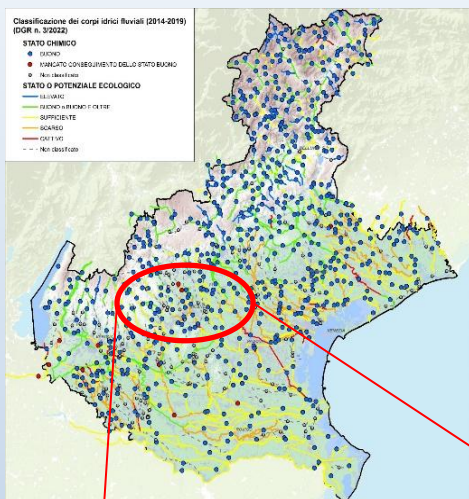 Classificazione dei corpi idrici fluviali (2014-2019)
(DGR n. 3/2022)
STATO CHIMICO
BUONO
MANCATO CONSEGUIMENTO DELLO STATO BUONO
Non classificato
STATO O POTENZIALE ECOLOGICO
ELEVATO
BUONO o BUONO E OLTRE
SUFFICIENTE
SCARSO
CATTIVO
Non classificato
VENEZIA